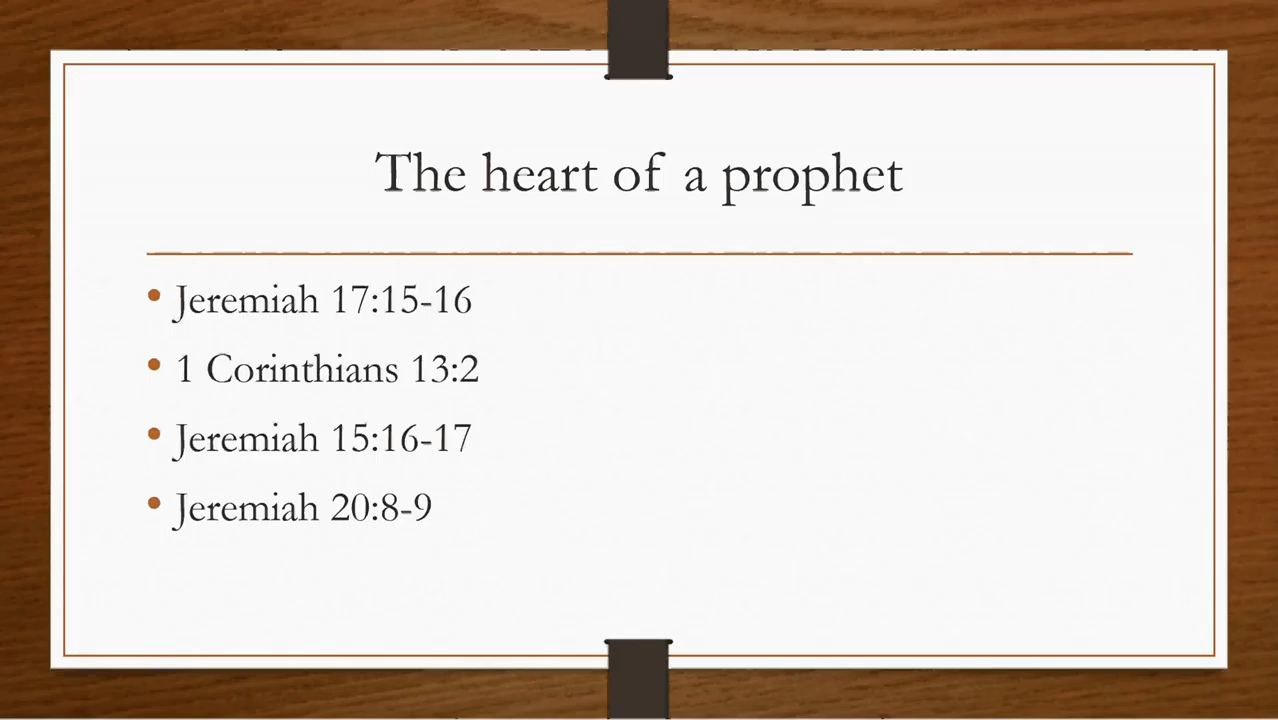 The heart of a prophet
• Jeremiah 17:15-16
• 1 Corinthians 13:2
• Jeremiah 15:16-17
• Jeremiah 20:8-9